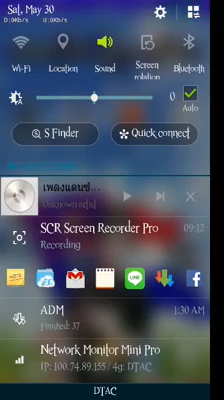 Sat, May 30
D:0Kb/s U:0Kb/s
Wi-Fi Location Sound Screen rotation Bluetooth
0
Auto
S Finder Quick connect
เพลงแดนซ์...
Unknown artist
SCR Screen Recorder Pro 09:12
Recording
LINE
ADM 1:30 AM
Finished: 37
Network Monitor Mini Pro
IP: 100.74.89.155 / 4g: DTAC
DTAC